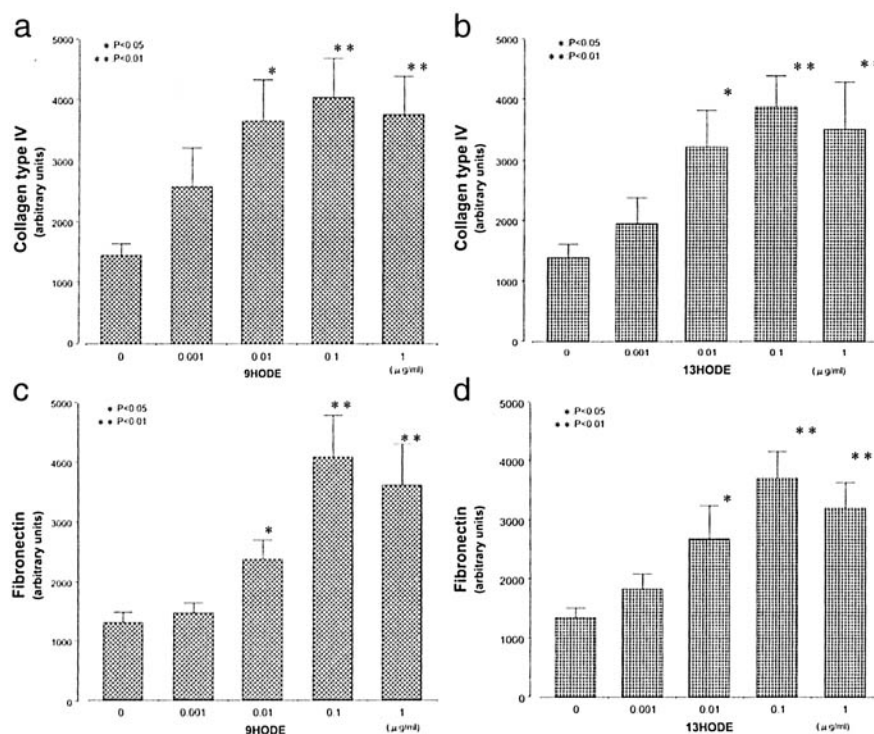 a
5000
4000
3000
2000
1000
0
Collagen type IV
(arbitrary units)
* P<0 05
** P<0.01
*
**
**
0
0 001
0 01
0 1
1
9HODE
(μg/ml)
b
5000
4000
3000
2000
1000
0
Collagen type IV
(arbitrary units)
* P<0 05
** P<0.01
*
**
0
0 001
0 01
0 1
1
13HODE
(μg/ml)
c
5000
4000
3000
2000
1000
0
Fibronectin
(arbitrary units)
* P<0 05
** P<0.01
*
**
**
0
0.001
0 01
0 1
1
9HODE
(μg/ml)
d
5000
4000
3000
2000
1000
0
Fibronectin
(arbitrary units)
* P<0 05
** P<0.01
*
**
**
0
0 001
0 01
0 1
1
13HODE
(μg/ml)